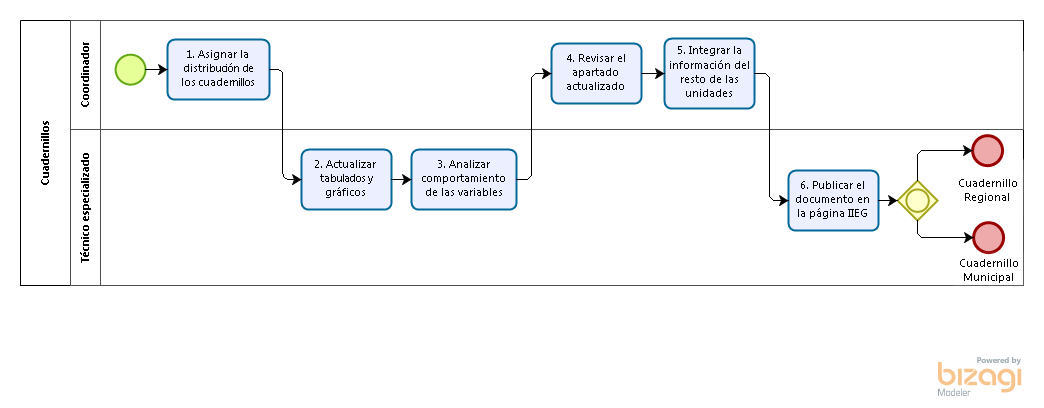 Cuadernillos
Coordinador
Técnico especializado
1. Asignar la
distribución de
los cuadernillos
2. Actualizar
tabulados y
gráficos
3. Analizar
comportamiento
de las variables
4. Revisar el
apartado
actualizado
5. Integrar la
información del
resto de las
unidades
6. Publicar el
documento en
la página IIEG
Cuadernillo
Regional
Cuadernillo
Municipal
Powered by
bizagi
Modeler